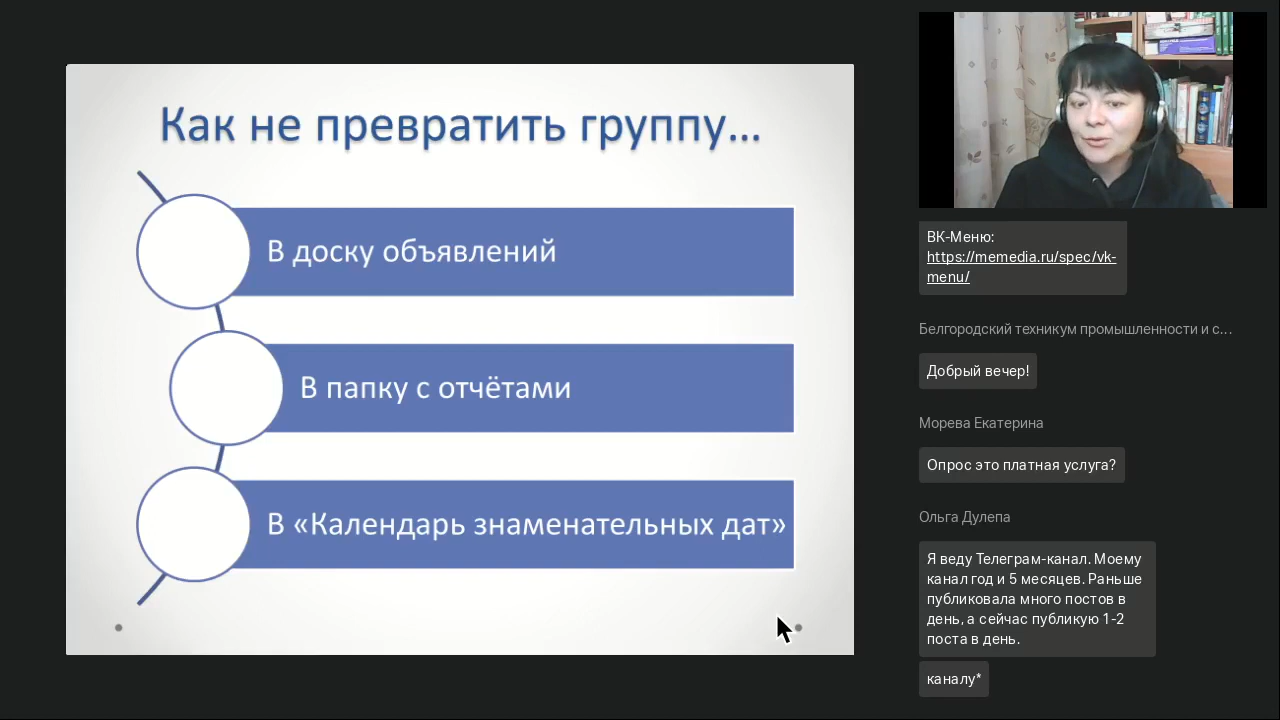 Как не превратить группу...
В доску объявлений
В папку с отчётами
В «Календарь знаменательных дат»
ВК-Меню:
https://memedia.ru/spec/vk-
menu/
Белгородский техникум промышленности и с...
Добрый вечер!
Морева Екатерина
Опрос это платная услуга?
Ольга Дулепа
Я веду Телеграм-канал. Моему
канал год и 5 месяцев. Раньше
публиковала много постов в
день, а сейчас публикую 1-2
поста в день.
каналу*